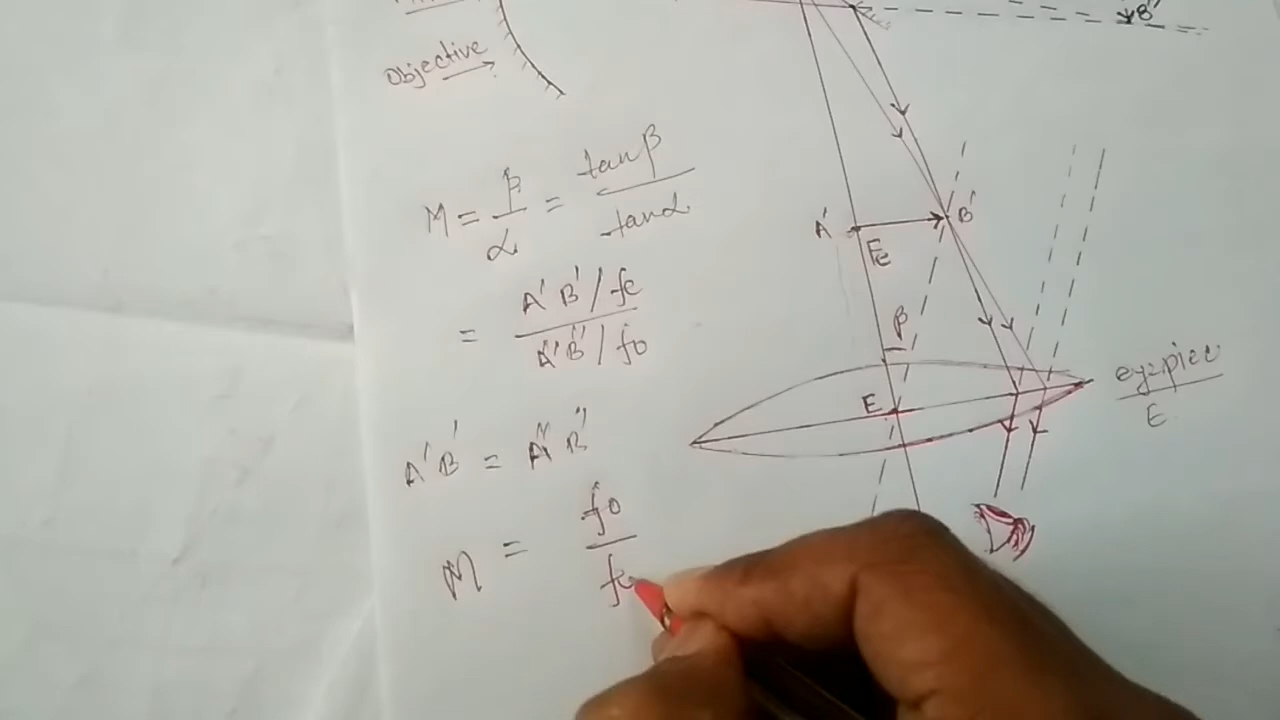 Objective
B''
M = β/α = tanβ/tanα
= A'B'/fe / A''B''/fo
A'B' = A''B''
M = fo/fe
A' B'
Fe
β
E
eyepiece
E